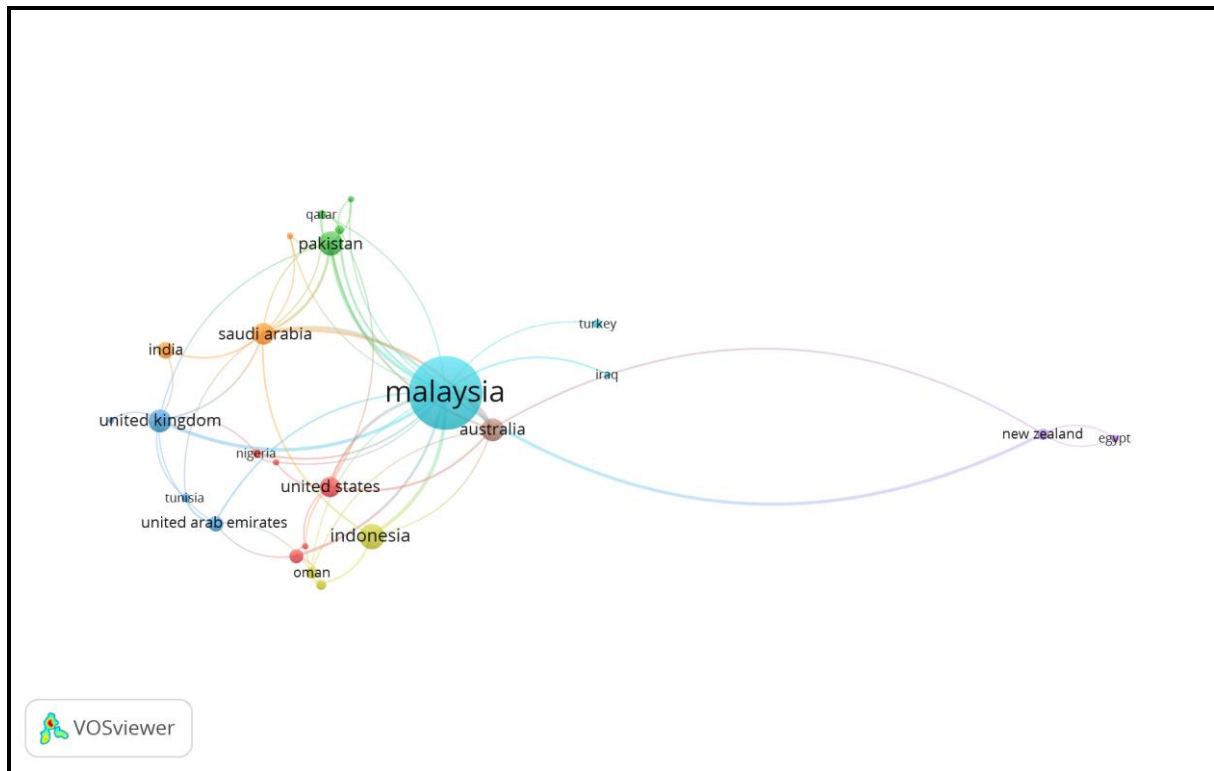 qatar
pakistan
saudi arabia
turkey
india
iraq
malaysia
united kingdom
australia
new zealand
egypt
nigeria
united states
tunisia
united arab emirates
indonesia
oman
VOSviewer